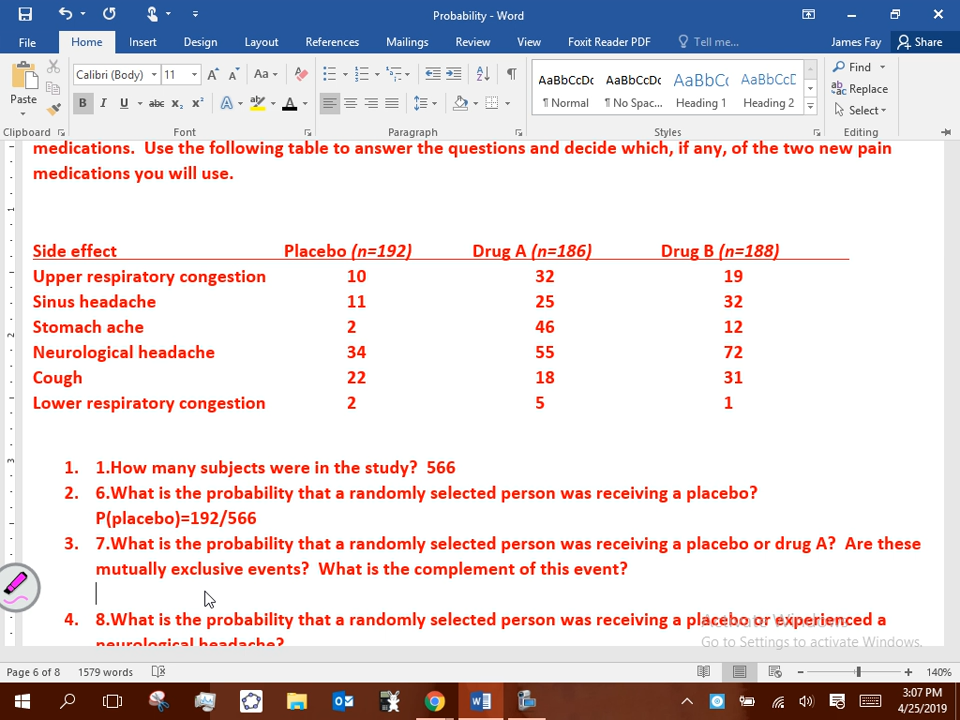 Probability - Word
File Home Insert Design Layout References Mailings Review View Foxit Reader PDF Tell me... James Fay Share
Calibri (Body) 11 A A Aa
AaBbCcDc AaBbCcDc AaBbC AaBbCcD
Find
Paste
B I U abc x₂ x² A A
¶ Normal ¶ No Spac... Heading 1 Heading 2
Replace
Select
Clipboard Font Paragraph Styles Editing
medications. Use the following table to answer the questions and decide which, if any, of the two new pain
medications you will use.
Side effect Placebo (n=192) Drug A (n=186) Drug B (n=188)
Upper respiratory congestion 10 32 19
Sinus headache 11 25 32
Stomach ache 2 46 12
Neurological headache 34 55 72
Cough 22 18 31
Lower respiratory congestion 2 5 1
1. 1.How many subjects were in the study? 566
2. 6.What is the probability that a randomly selected person was receiving a placebo?
P(placebo)=192/566
3. 7.What is the probability that a randomly selected person was receiving a placebo or drug A? Are these
mutually exclusive events? What is the complement of this event?
4. 8.What is the probability that a randomly selected person was receiving a placebo or experienced a
neurological headache?
Activate Windows
Go to Settings to activate Windows.
Page 6 of 8 1579 words 140%
3:07 PM
4/25/2019